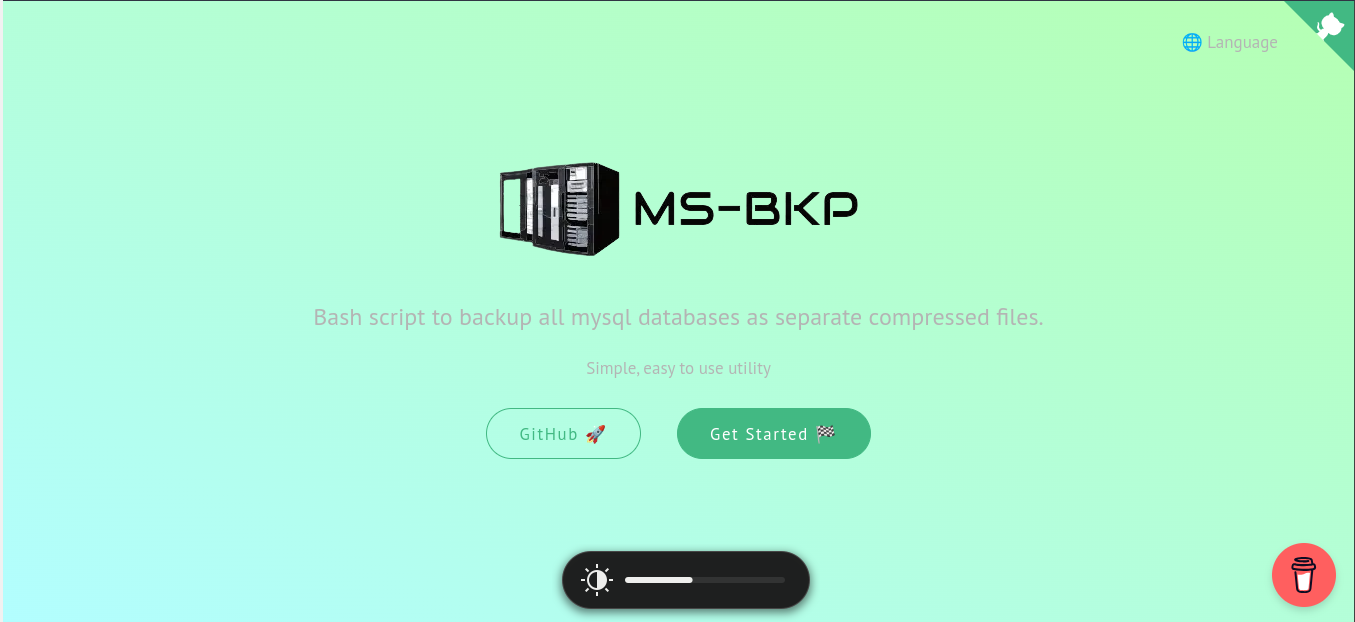 🌐 Language
MS-BKP
Bash script to backup all mysql databases as separate compressed files.
Simple, easy to use utility
GitHub 🚀
Get Started 🏁